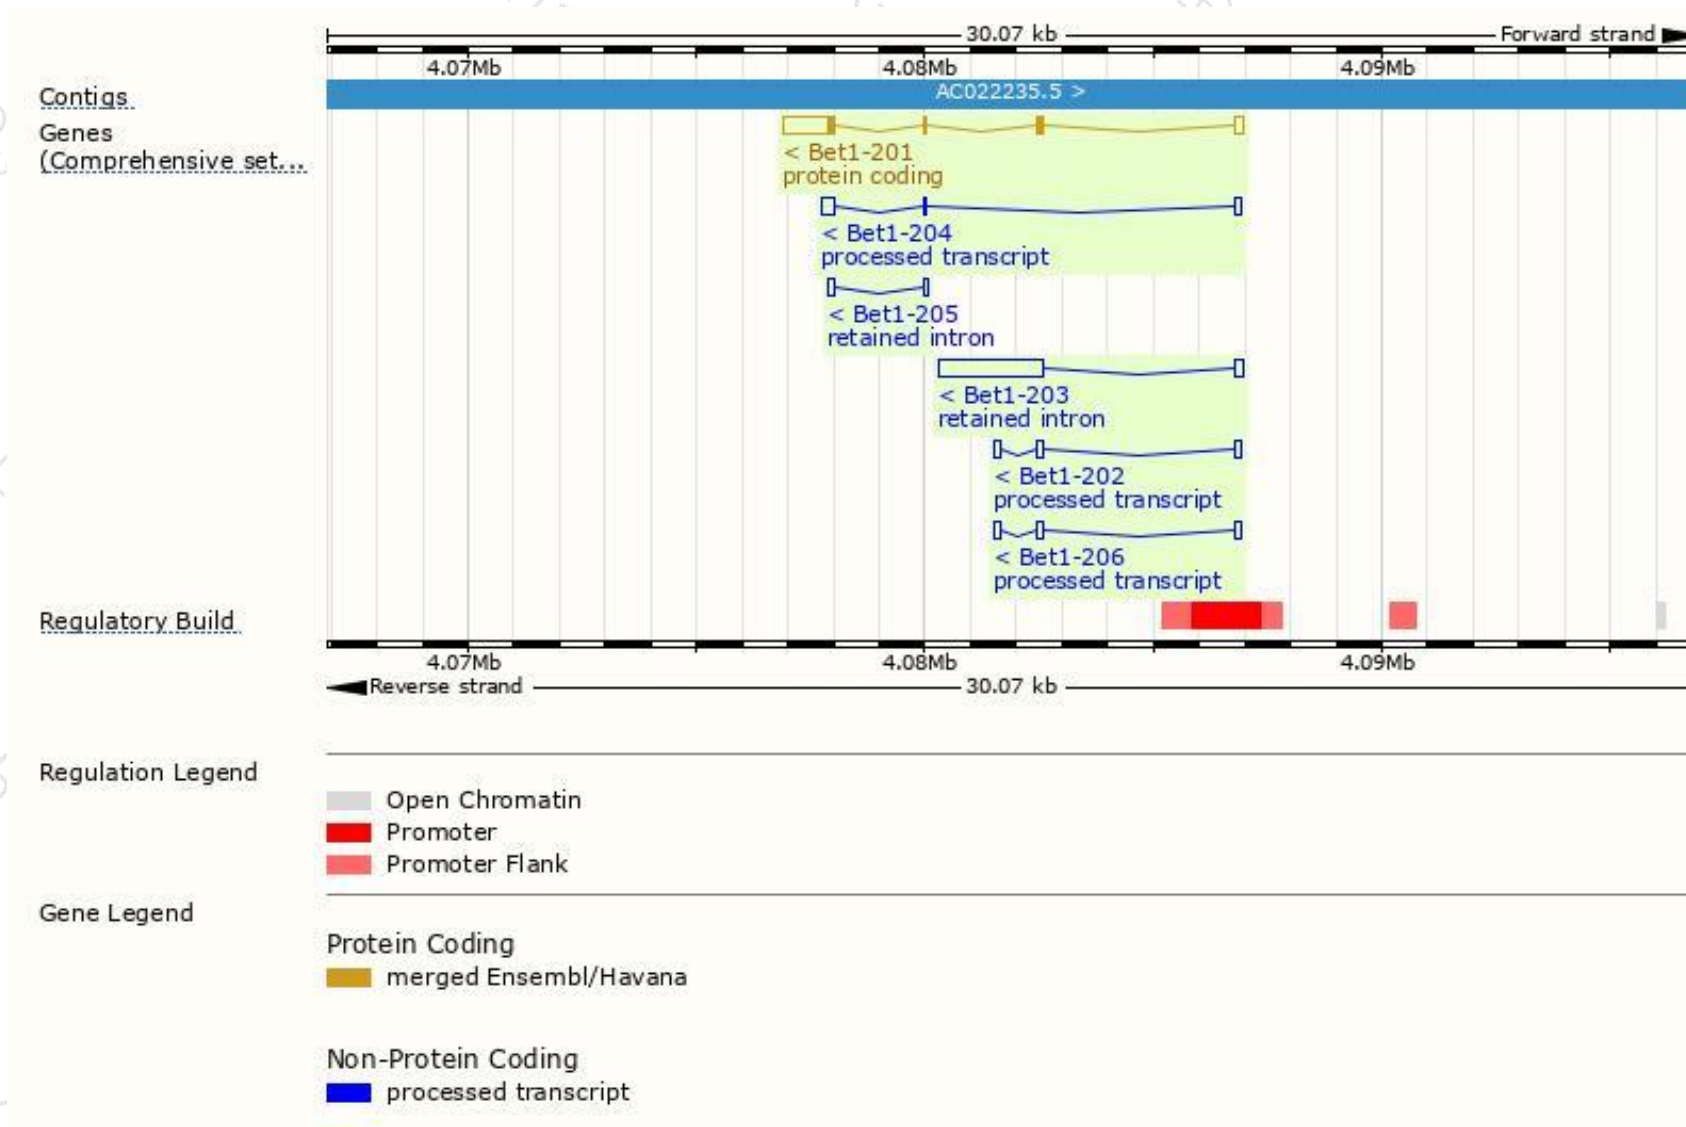 30.07 kb
Forward strand
4.07Mb 4.08Mb 4.09Mb
Contigs AC022235.5 >
Genes
(Comprehensive set...
< Bet1-201
protein coding
< Bet1-204
processed transcript
< Bet1-205
retained intron
< Bet1-203
retained intron
< Bet1-202
processed transcript
< Bet1-206
processed transcript
Regulatory Build
4.07Mb 4.08Mb 4.09Mb
Reverse strand 30.07 kb
Regulation Legend
Open Chromatin
Promoter
Promoter Flank
Gene Legend
Protein Coding
merged Ensembl/Havana
Non-Protein Coding
processed transcript